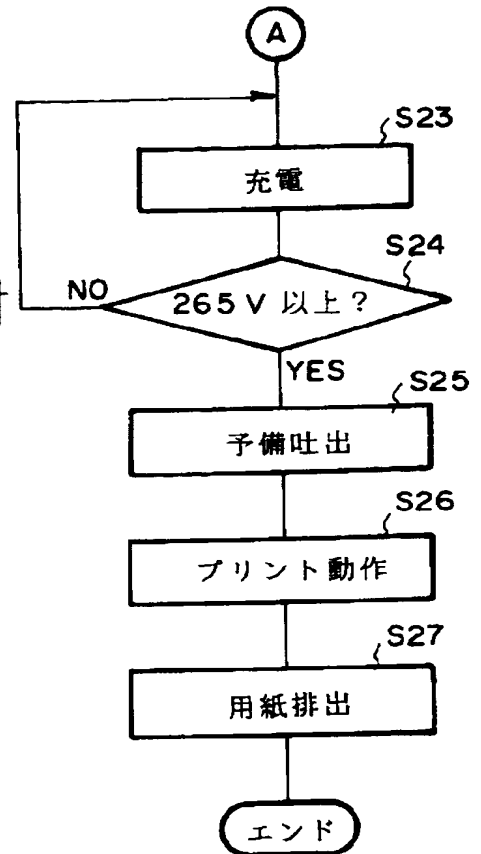 A
S23
充電
S24
NO
265V 以上?
YES
S25
予備吐出
S26
プリント動作
S27
用紙排出
エンド